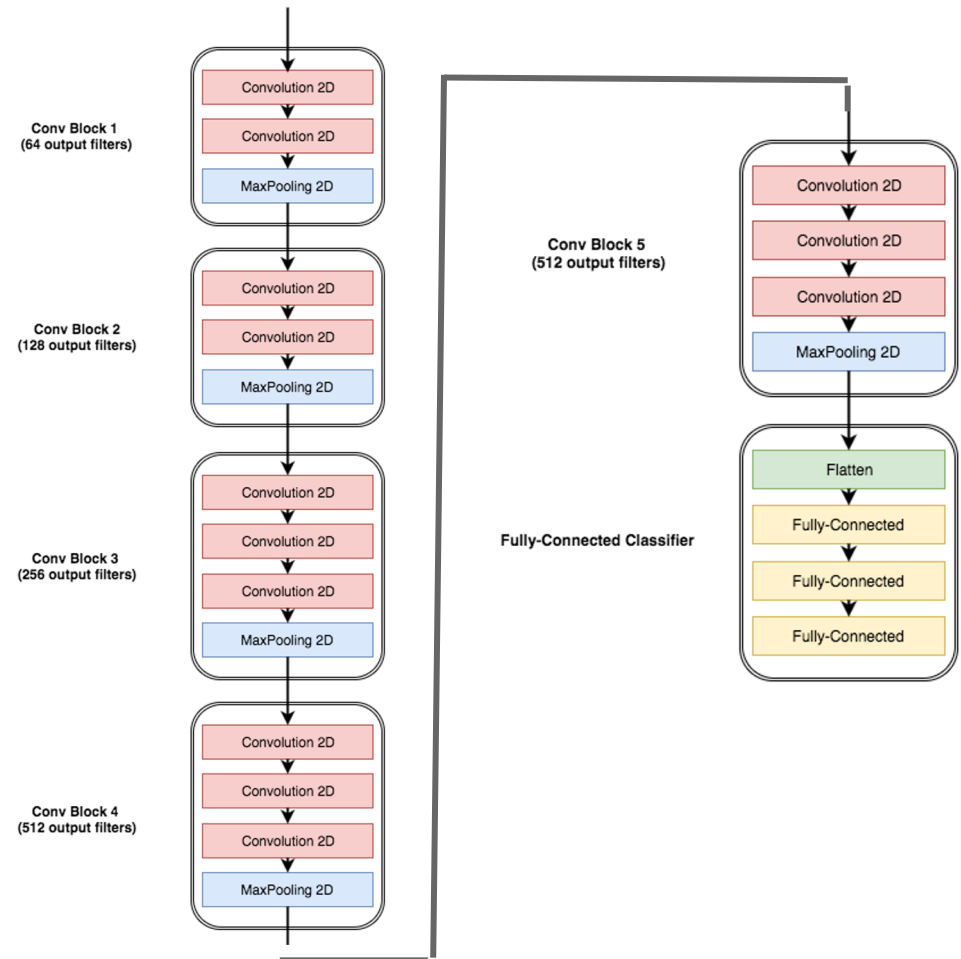 Conv Block 1
(64 output filters)
Convolution 2D
Convolution 2D
MaxPooling 2D
Conv Block 2
(128 output filters)
Convolution 2D
Convolution 2D
MaxPooling 2D
Conv Block 3
(256 output filters)
Convolution 2D
Convolution 2D
Convolution 2D
MaxPooling 2D
Conv Block 4
(512 output filters)
Convolution 2D
Convolution 2D
Convolution 2D
MaxPooling 2D
Conv Block 5
(512 output filters)
Convolution 2D
Convolution 2D
Convolution 2D
MaxPooling 2D
Fully-Connected Classifier
Flatten
Fully-Connected
Fully-Connected
Fully-Connected